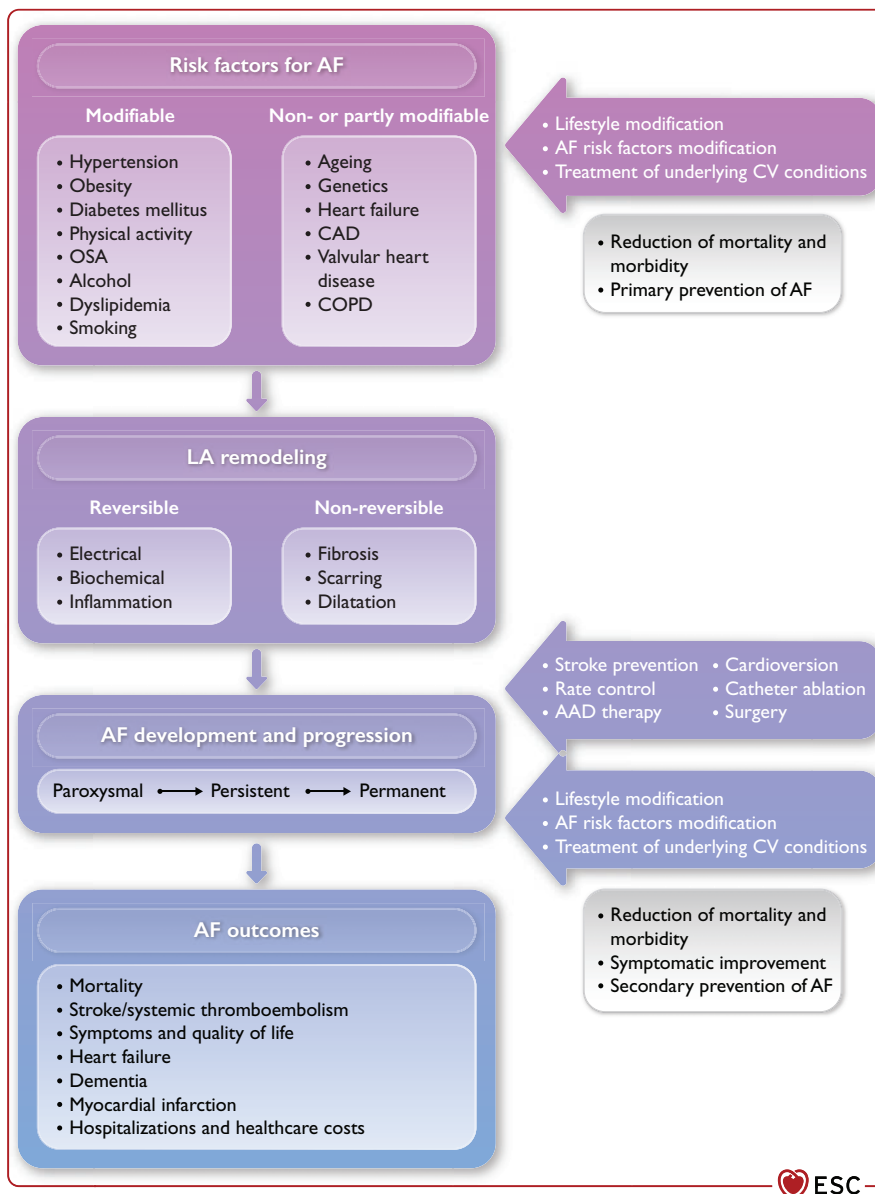 Risk factors for AF
Modifiable
• Hypertension
• Obesity
• Diabetes mellitus
• Physical activity
• OSA
• Alcohol
• Dyslipidemia
• Smoking
Non- or partly modifiable
• Ageing
• Genetics
• Heart failure
• CAD
• Valvular heart
disease
• COPD
• Lifestyle modification
• AF risk factors modification
• Treatment of underlying CV conditions
• Reduction of mortality and
morbidity
• Primary prevention of AF
LA remodeling
Reversible
• Electrical
• Biochemical
• Inflammation
Non-reversible
• Fibrosis
• Scarring
• Dilatation
• Stroke prevention
• Rate control
• AAD therapy
• Cardioversion
• Catheter ablation
• Surgery
AF development and progression
Paroxysmal Persistent Permanent
• Lifestyle modification
• AF risk factors modification
• Treatment of underlying CV conditions
• Reduction of mortality and
morbidity
• Symptomatic improvement
• Secondary prevention of AF
AF outcomes
• Mortality
• Stroke/systemic thromboembolism
• Symptoms and quality of life
• Heart failure
• Dementia
• Myocardial infarction
• Hospitalizations and healthcare costs
ESC